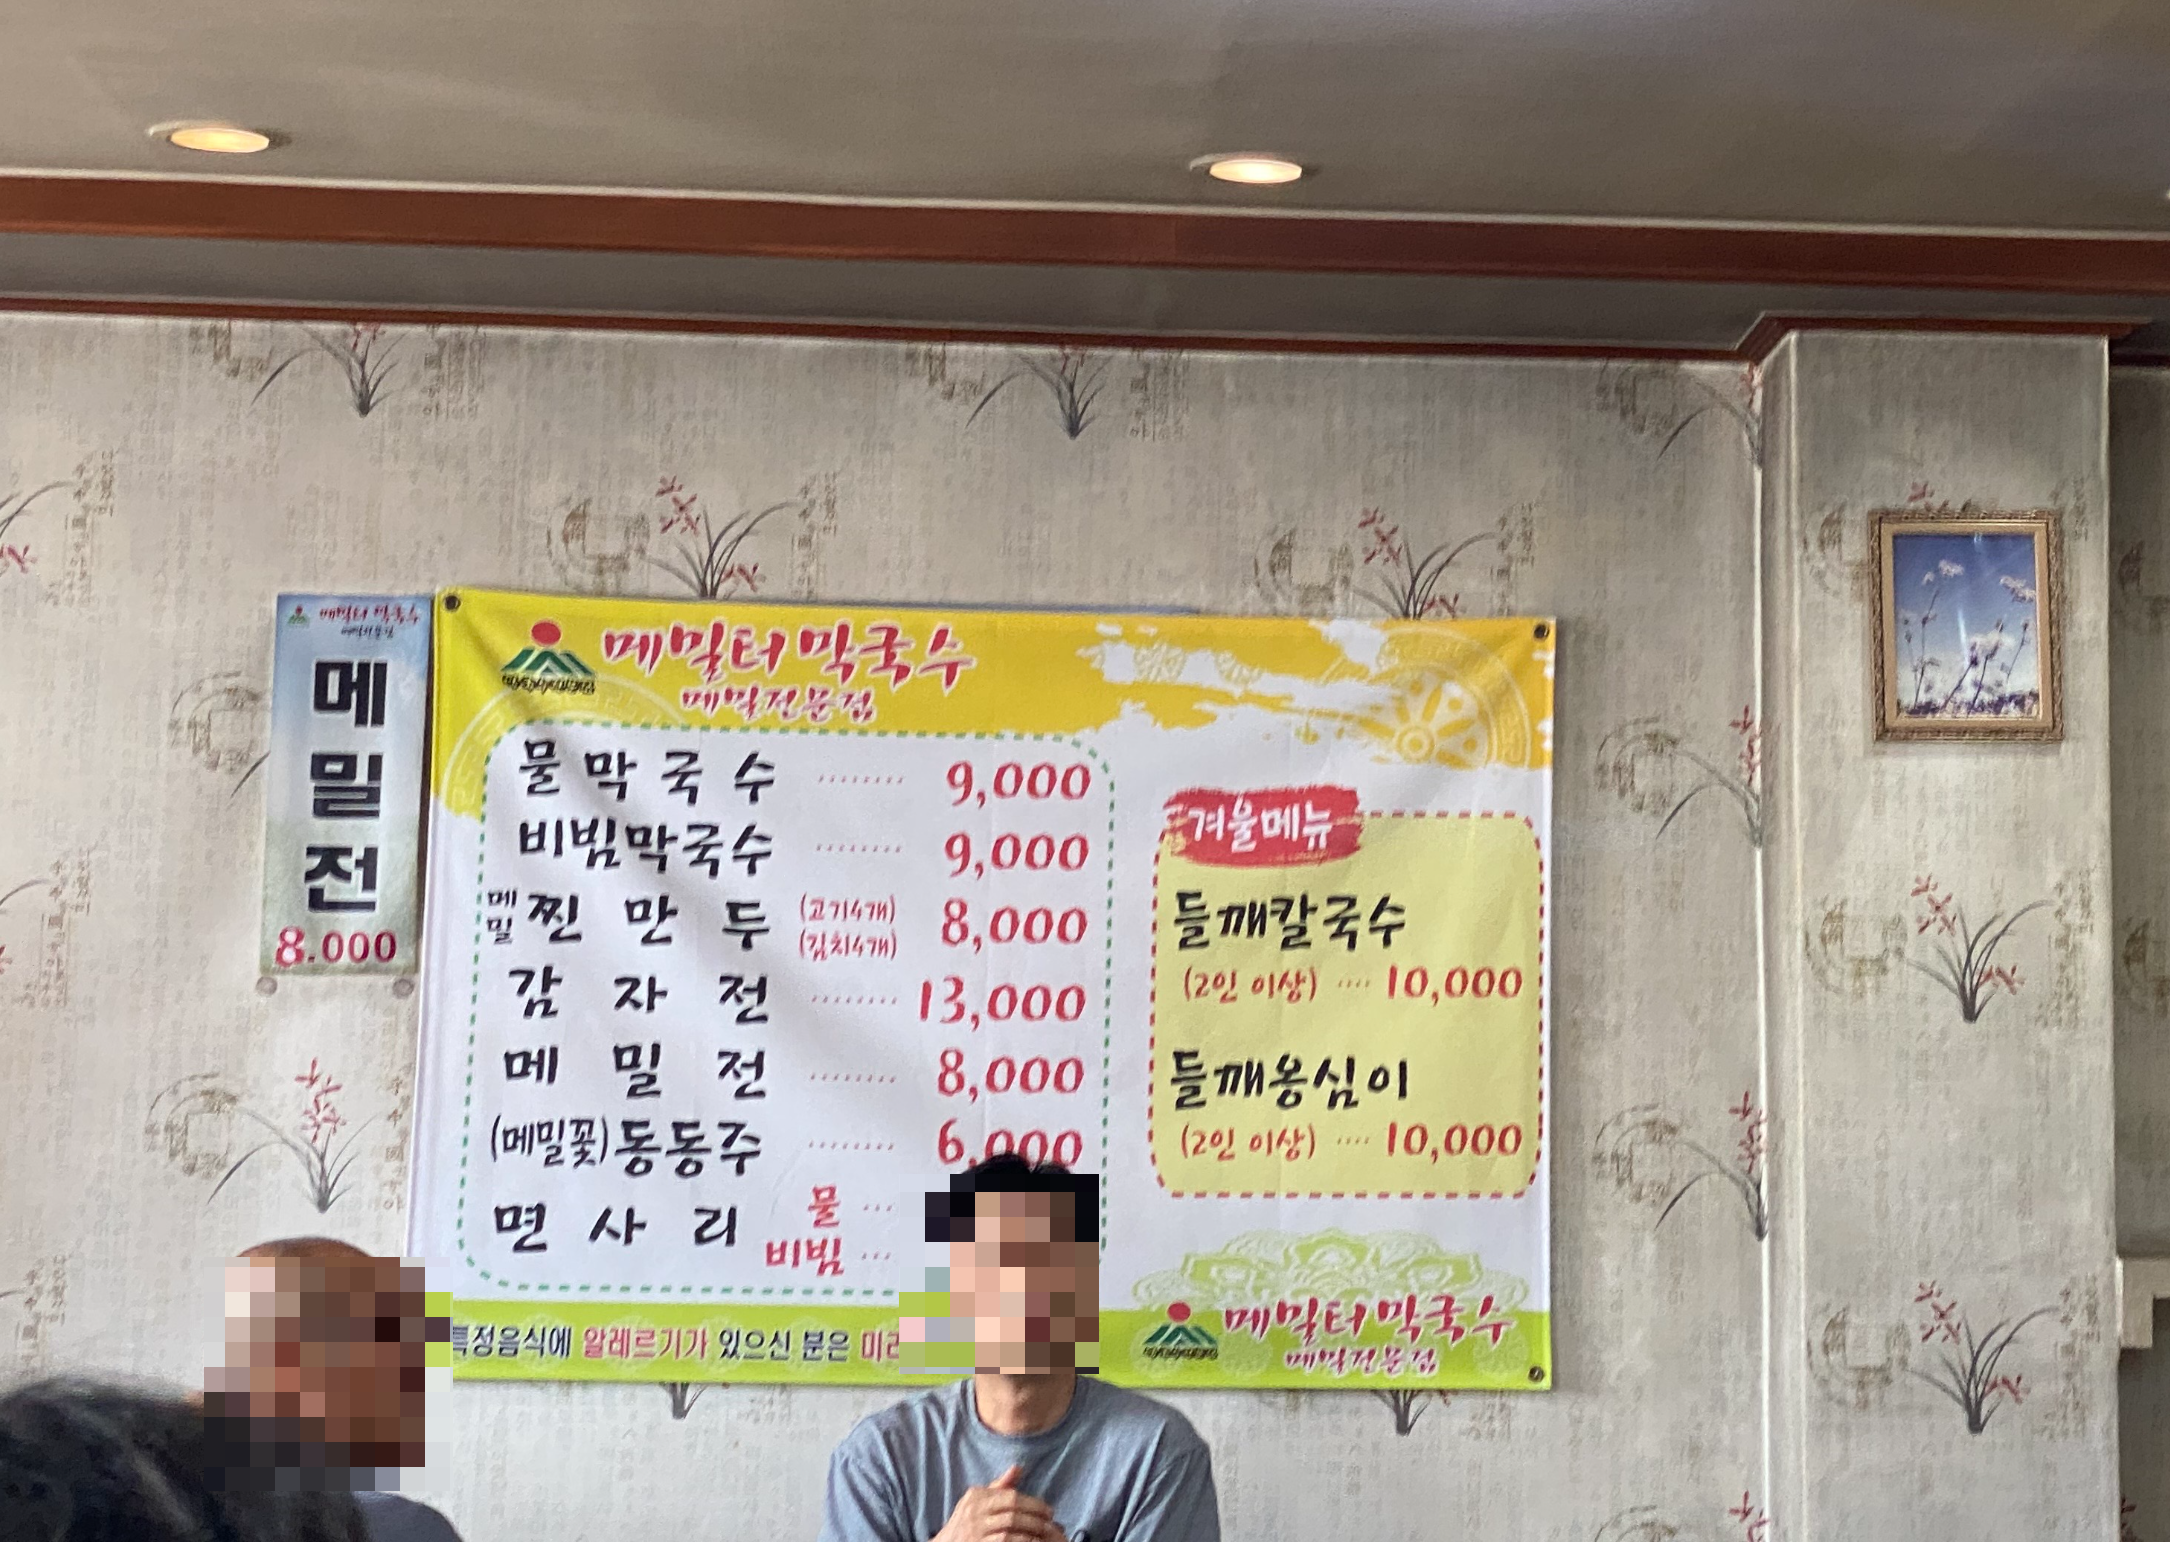 메밀터 막국수
메밀전문점
메
밀
전
8.000
메밀터 막국수
메밀전문점
물막국수 ········ 9,000
비빔막국수 ········ 9,000
메밀 찐만두 (고기4개) (김치4개) 8,000
감자전 ········ 13,000
메밀전 ········ 8,000
(메밀꽃)동동주 ········ 6,000
면사리 물 ···
비빔 ···
겨울메뉴
들깨칼국수
(2인 이상) ···· 10,000
들깨옹심이
(2인 이상) ···· 10,000
특정음식에 알레르기가 있으신 분은
메밀터 막국수
메밀전문점